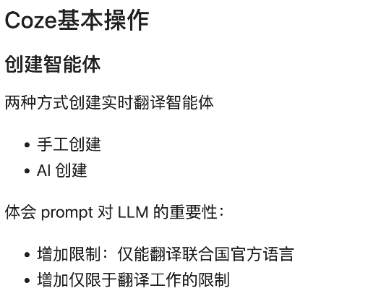 Coze基本操作
创建智能体
两种方式创建实时翻译智能体
• 手工创建
• AI 创建
体会 prompt 对 LLM 的重要性：
• 增加限制：仅能翻译联合国官方语言
• 增加仅限于翻译工作的限制